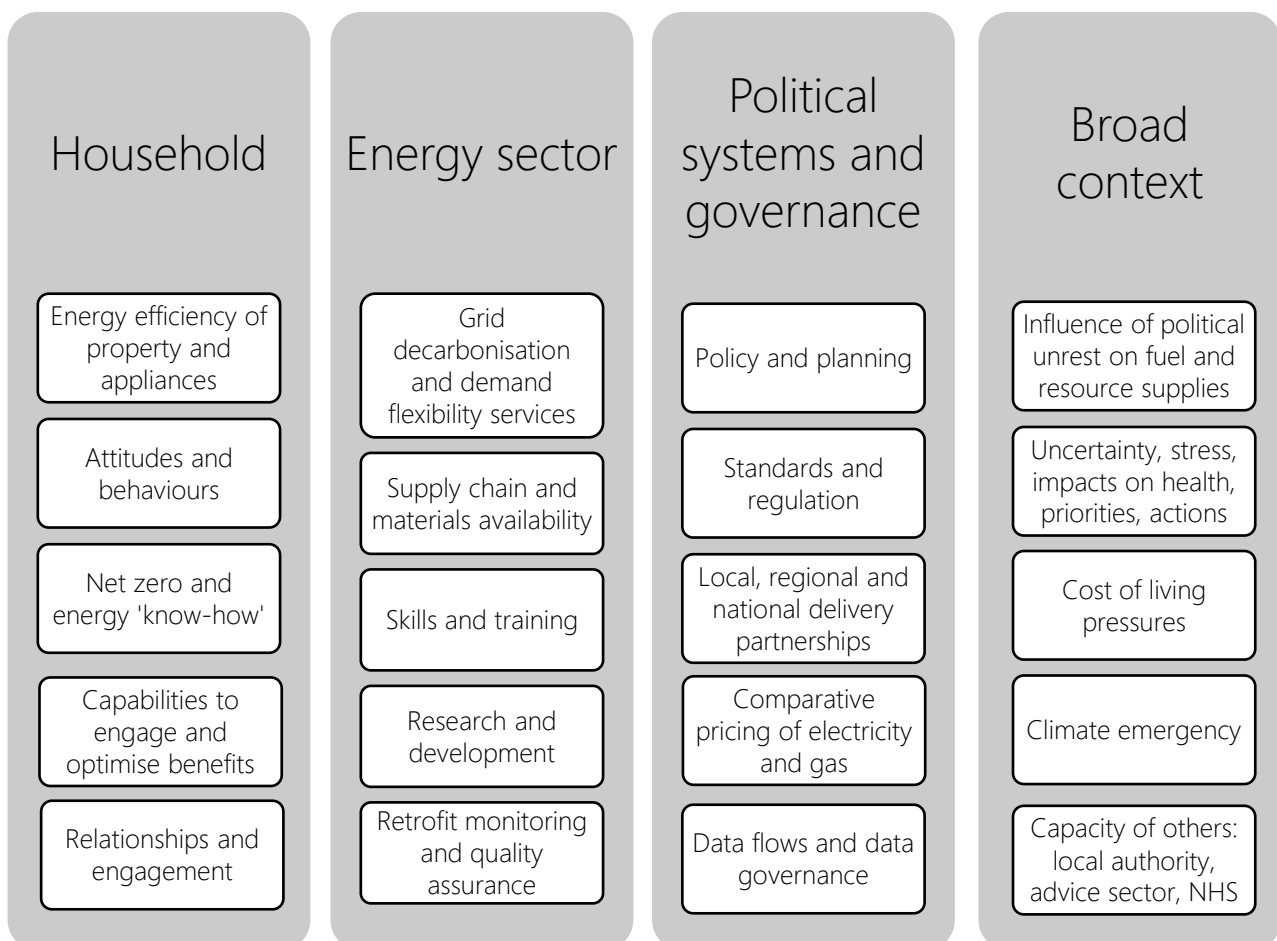 Household
Energy efficiency of
property and
appliances
Attitudes and
behaviours
Net zero and
energy 'know-how'
Capabilities to
engage and
optimise benefits
Relationships and
engagement
Energy sector
Grid
decarbonisation
and demand
flexibility services
Supply chain and
materials availability
Skills and training
Research and
development
Retrofit monitoring
and quality
assurance
Political
systems and
governance
Policy and planning
Standards and
regulation
Local, regional and
national delivery
partnerships
Comparative
pricing of electricity
and gas
Data flows and data
governance
Broad
context
Influence of political
unrest on fuel and
resource supplies
Uncertainty, stress,
impacts on health,
priorities, actions
Cost of living
pressures
Climate emergency
Capacity of others:
local authority,
advice sector, NHS